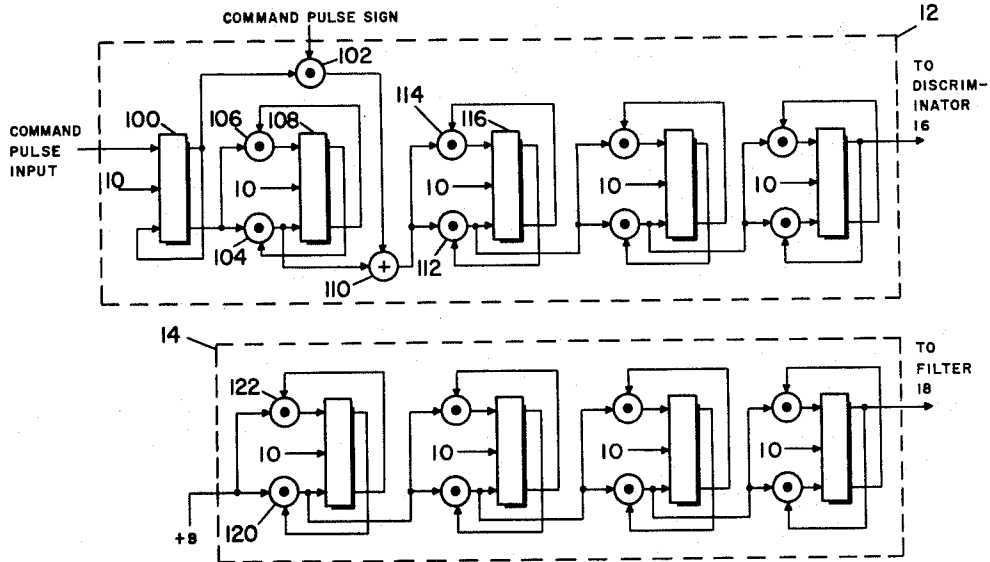 COMMAND PULSE SIGN
12
102
TO
DISCRIM-
INATOR
16
100
114
COMMAND
PULSE
INPUT
106
108
116
10
10
10
10
10
104
110
112
14
TO
FILTER
18
122
10
10
10
10
+B
120